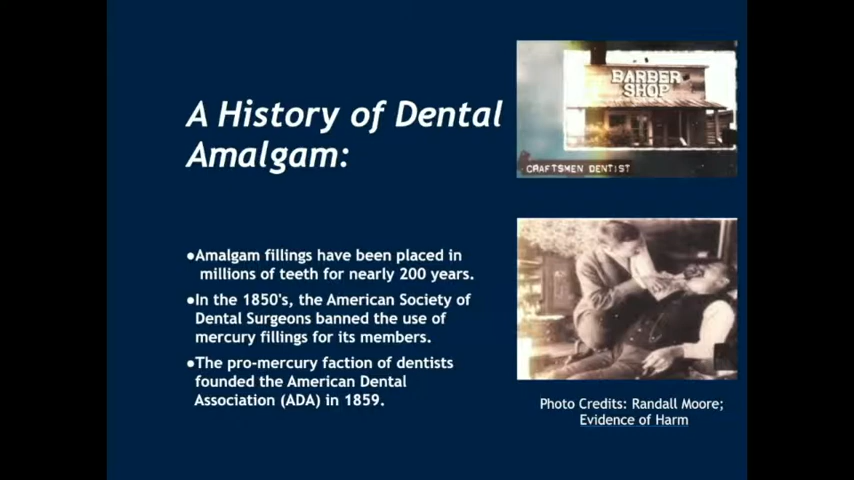 A History of Dental
Amalgam:
●Amalgam fillings have been placed in
millions of teeth for nearly 200 years.
●In the 1850's, the American Society of
Dental Surgeons banned the use of
mercury fillings for its members.
●The pro-mercury faction of dentists
founded the American Dental
Association (ADA) in 1859.
BARBER
SHOP
CRAFTSMEN DENTIST
Photo Credits: Randall Moore;
Evidence of Harm